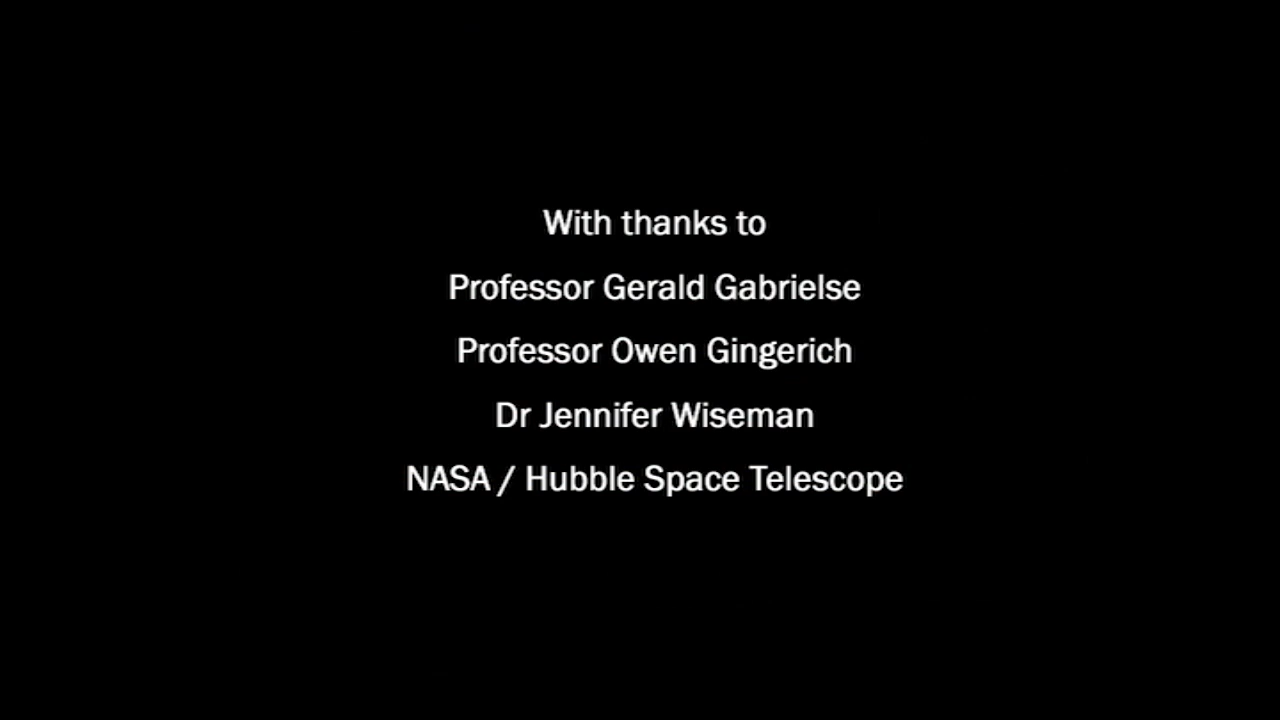 With thanks to
Professor Gerald Gabrielse
Professor Owen Gingerich
Dr Jennifer Wiseman
NASA / Hubble Space Telescope